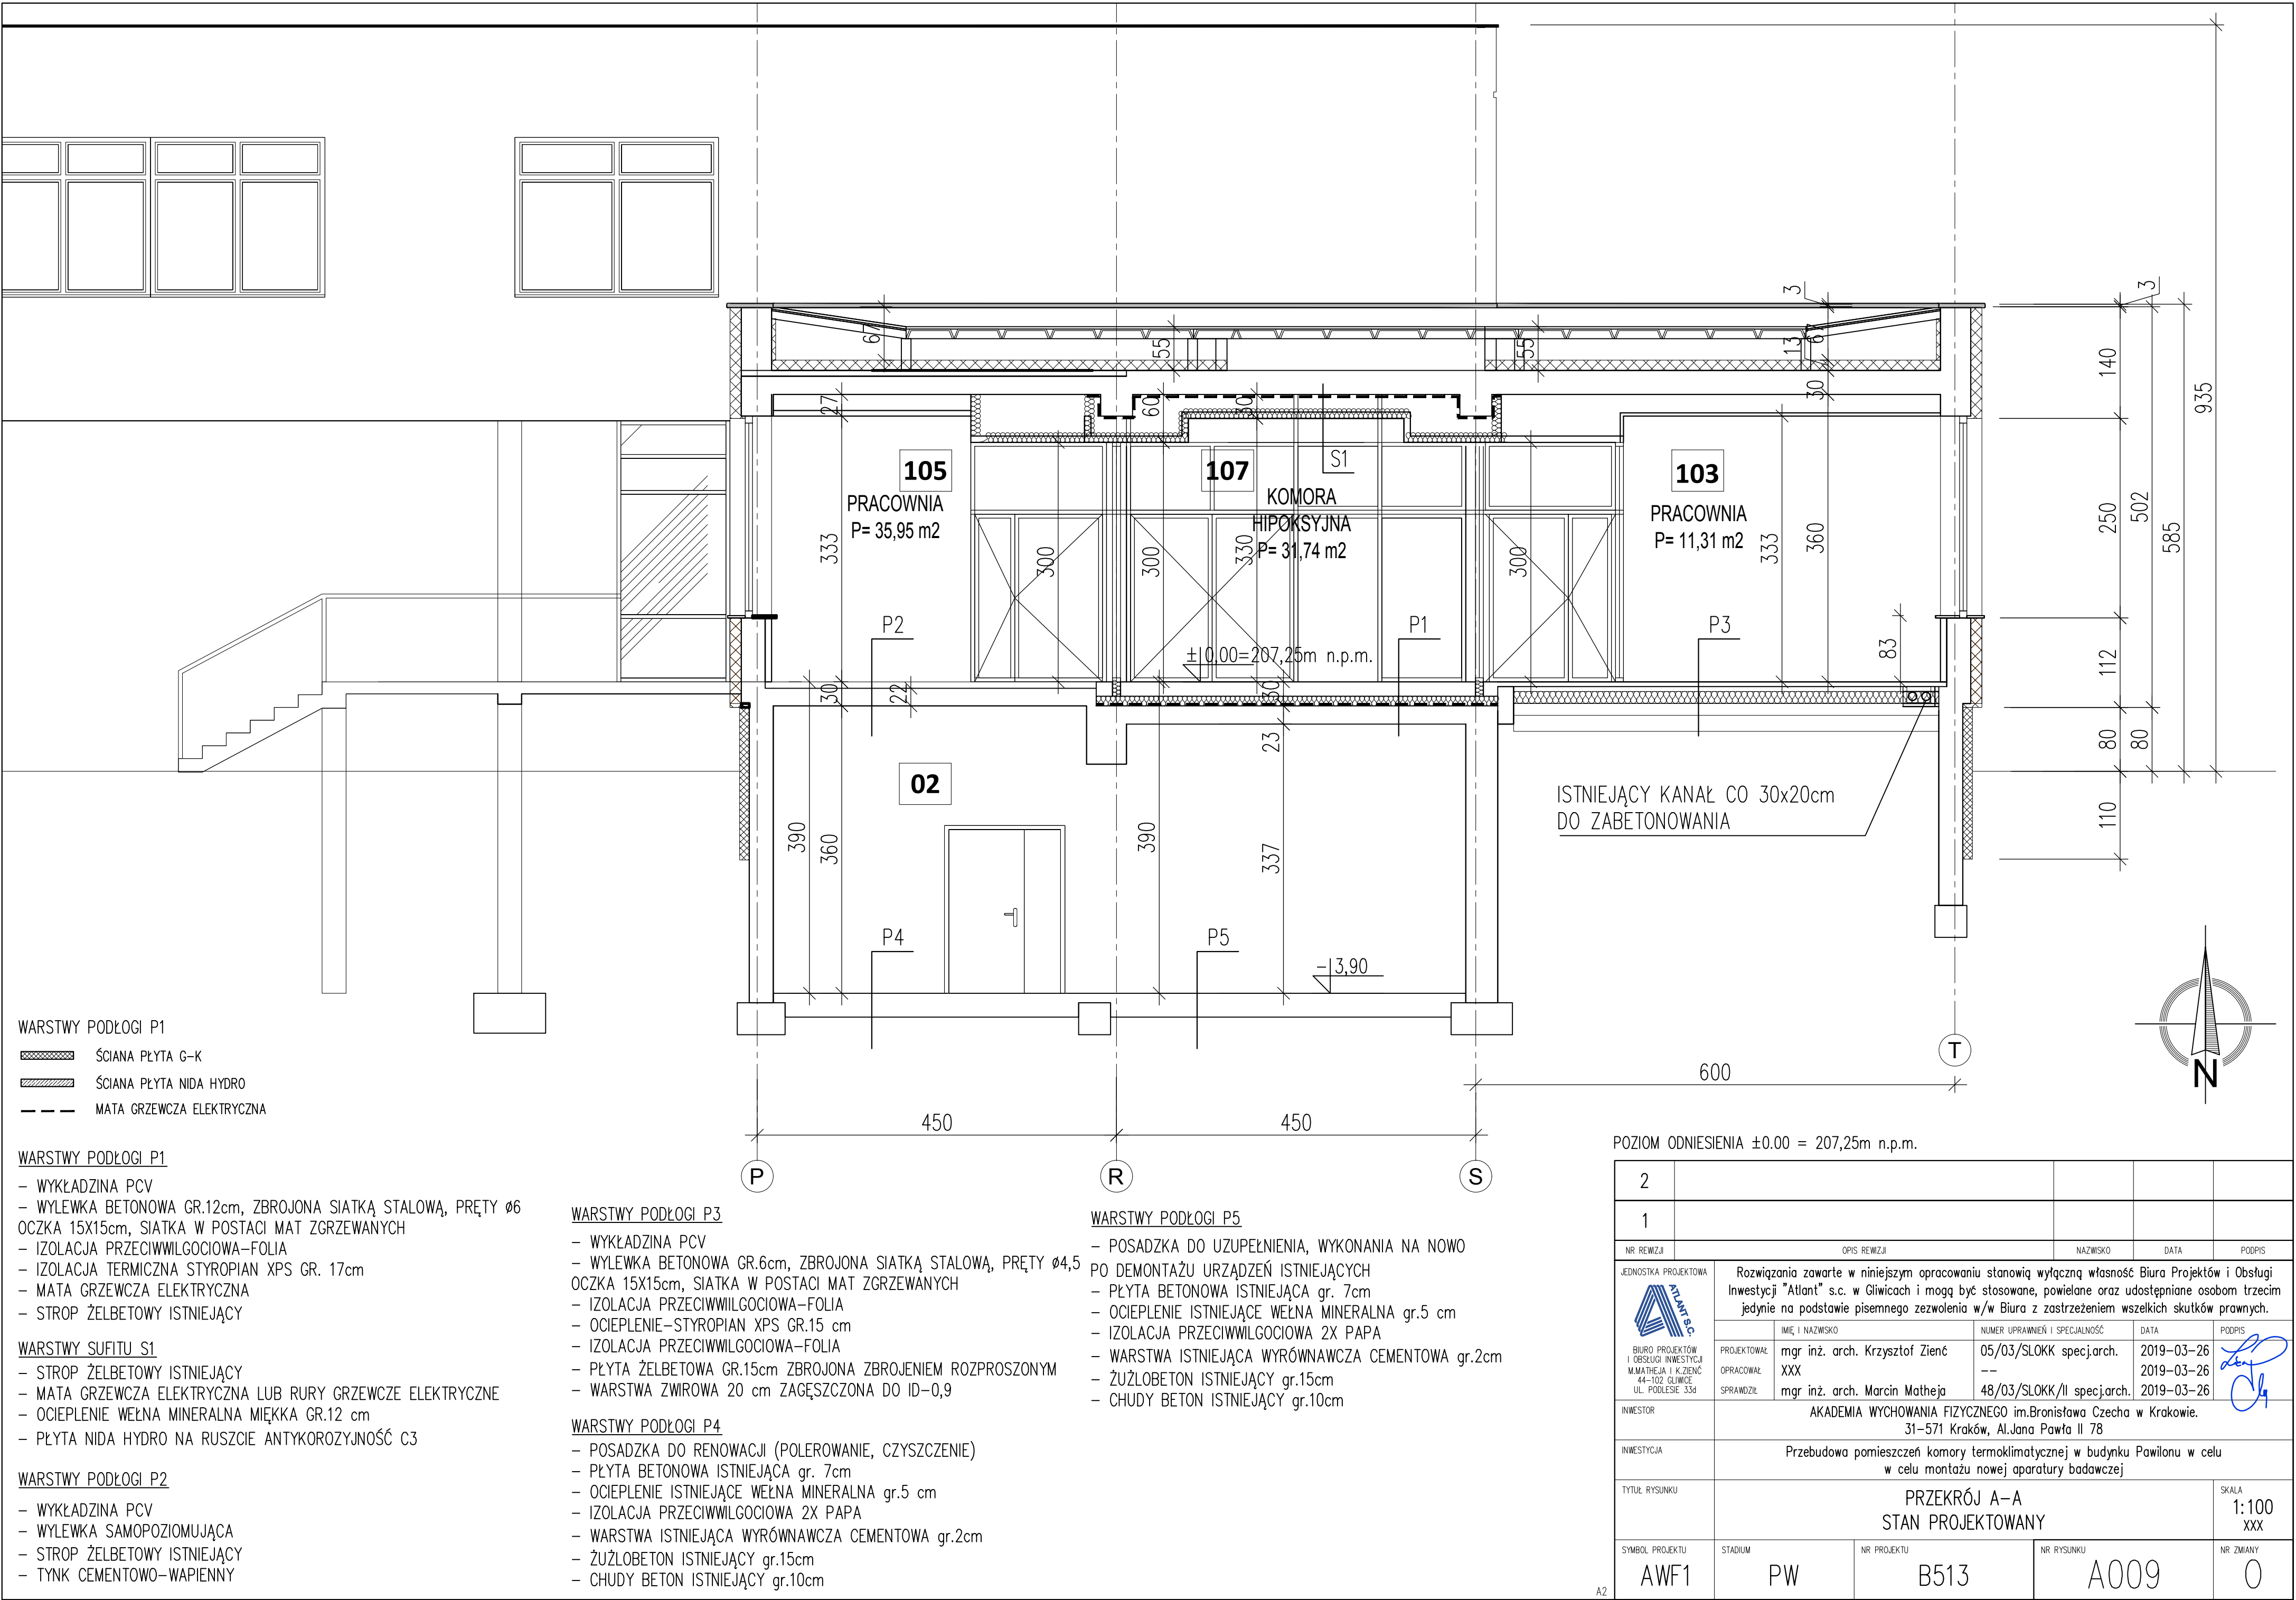 3
3
67
55
55
13
67
140
935
27
60
30
30
105
PRACOWNIA
P= 35,95 m2
107
S1
KOMORA
HIPOKSYJNA
P= 31,74 m2
103
PRACOWNIA
P= 11,31 m2
333
300
300
330
300
333
360
250
502
585
P2
P1
P3
±0,00=207,25m n.p.m.
83
112
30
22
30
23
80
80
02
ISTNIEJĄCY KANAŁ CO 30x20cm
DO ZABETONOWANIA
110
390
360
390
337
P4
P5
-3,90
N
T
600
450
450
P
R
S
WARSTWY PODŁOGI P1
ŚCIANA PŁYTA G-K
ŚCIANA PŁYTA NIDA HYDRO
MATA GRZEWCZA ELEKTRYCZNA
WARSTWY PODŁOGI P1
- WYKŁADZINA PCV
- WYLEWKA BETONOWA GR.12cm, ZBROJONA SIATKĄ STALOWĄ, PRĘTY ø6
OCZKA 15X15cm, SIATKA W POSTACI MAT ZGRZEWANYCH
- IZOLACJA PRZECIWWILGOCIOWA-FOLIA
- IZOLACJA TERMICZNA STYROPIAN XPS GR. 17cm
- MATA GRZEWCZA ELEKTRYCZNA
- STROP ŻELBETOWY ISTNIEJĄCY
WARSTWY SUFITU S1
- STROP ŻELBETOWY ISTNIEJĄCY
- MATA GRZEWCZA ELEKTRYCZNA LUB RURY GRZEWCZE ELEKTRYCZNE
- OCIEPLENIE WEŁNA MINERALNA MIĘKKA GR.12 cm
- PŁYTA NIDA HYDRO NA RUSZCIE ANTYKOROZYJNOŚĆ C3
WARSTWY PODŁOGI P2
- WYKŁADZINA PCV
- WYLEWKA SAMOPOZIOMUJĄCA
- STROP ŻELBETOWY ISTNIEJĄCY
- TYNK CEMENTOWO-WAPIENNY
WARSTWY PODŁOGI P3
- WYKŁADZINA PCV
- WYLEWKA BETONOWA GR.6cm, ZBROJONA SIATKĄ STALOWĄ, PRĘTY ø4,5
OCZKA 15X15cm, SIATKA W POSTACI MAT ZGRZEWANYCH
- IZOLACJA PRZECIWWIILGOCIOWA-FOLIA
- OCIEPLENIE-STYROPIAN XPS GR.15 cm
- IZOLACJA PRZECIWWILGOCIOWA-FOLIA
- PŁYTA ŻELBETOWA GR.15cm ZBROJONA ZBROJENIEM ROZPROSZONYM
- WARSTWA ZWIROWA 20 cm ZAGĘSZCZONA DO ID-0,9
WARSTWY PODŁOGI P4
- POSADZKA DO RENOWACJI (POLEROWANIE, CZYSZCZENIE)
- PŁYTA BETONOWA ISTNIEJĄCA gr. 7cm
- OCIEPLENIE ISTNIEJĄCE WEŁNA MINERALNA gr.5 cm
- IZOLACJA PRZECIWWILGOCIOWA 2X PAPA
- WARSTWA ISTNIEJĄCA WYRÓWNAWCZA CEMENTOWA gr.2cm
- ŻUŻLOBETON ISTNIEJĄCY gr.15cm
- CHUDY BETON ISTNIEJĄCY gr.10cm
WARSTWY PODŁOGI P5
- POSADZKA DO UZUPEŁNIENIA, WYKONANIA NA NOWO
PO DEMONTAŻU URZĄDZEŃ ISTNIEJĄCYCH
- PŁYTA BETONOWA ISTNIEJĄCA gr. 7cm
- OCIEPLENIE ISTNIEJĄCE WEŁNA MINERALNA gr.5 cm
- IZOLACJA PRZECIWWILGOCIOWA 2X PAPA
- WARSTWA ISTNIEJĄCA WYRÓWNAWCZA CEMENTOWA gr.2cm
- ŻUŻLOBETON ISTNIEJĄCY gr.15cm
- CHUDY BETON ISTNIEJĄCY gr.10cm
POZIOM ODNIESIENIA ±0.00 = 207,25m n.p.m.
2
1
NR REWIZJI OPIS REWIZJI NAZWISKO DATA PODPIS
JEDNOSTKA PROJEKTOWA
ATLANT S.C.
BIURO PROJEKTÓW
I OBSŁUGI INWESTYCJI
M.MATHEJA I K.ZIENĆ
44-102 GLIWICE
UL. PODLESIE 33d
Rozwiązania zawarte w niniejszym opracowaniu stanowią wyłączną własność Biura Projektów i Obsługi
Inwestycji "Atlant" s.c. w Gliwicach i mogą być stosowane, powielane oraz udostępniane osobom trzecim
jedynie na podstawie pisemnego zezwolenia w/w Biura z zastrzeżeniem wszelkich skutków prawnych.
IMIĘ I NAZWISKO NUMER UPRAWNIEŃ I SPECJALNOŚĆ DATA PODPIS
PROJEKTOWAŁ mgr inż. arch. Krzysztof Zienć 05/03/SLOKK specj.arch. 2019-03-26
OPRACOWAŁ XXX -- 2019-03-26
SPRAWDZIŁ mgr inż. arch. Marcin Matheja 48/03/SLOKK/II specj.arch. 2019-03-26
INWESTOR
AKADEMIA WYCHOWANIA FIZYCZNEGO im.Bronisława Czecha w Krakowie.
31-571 Kraków, Al.Jana Pawła II 78
INWESTYCJA
Przebudowa pomieszczeń komory termoklimatycznej w budynku Pawilonu w celu
w celu montażu nowej aparatury badawczej
TYTUŁ RYSUNKU
PRZEKRÓJ A-A
STAN PROJEKTOWANY
SKALA
1:100
XXX
SYMBOL PROJEKTU STADIUM NR PROJEKTU NR RYSUNKU NR ZMIANY
AWF1 PW B513 A009 0
A2